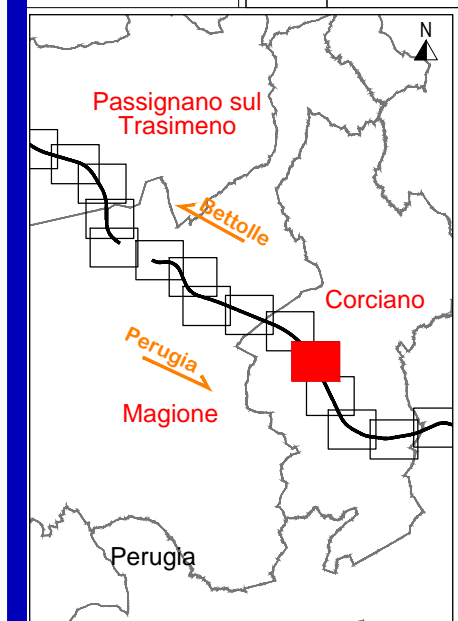 N
Passignano sul
Trasimeno
Bettolle
Corciano
Perugia
Magione
Perugia